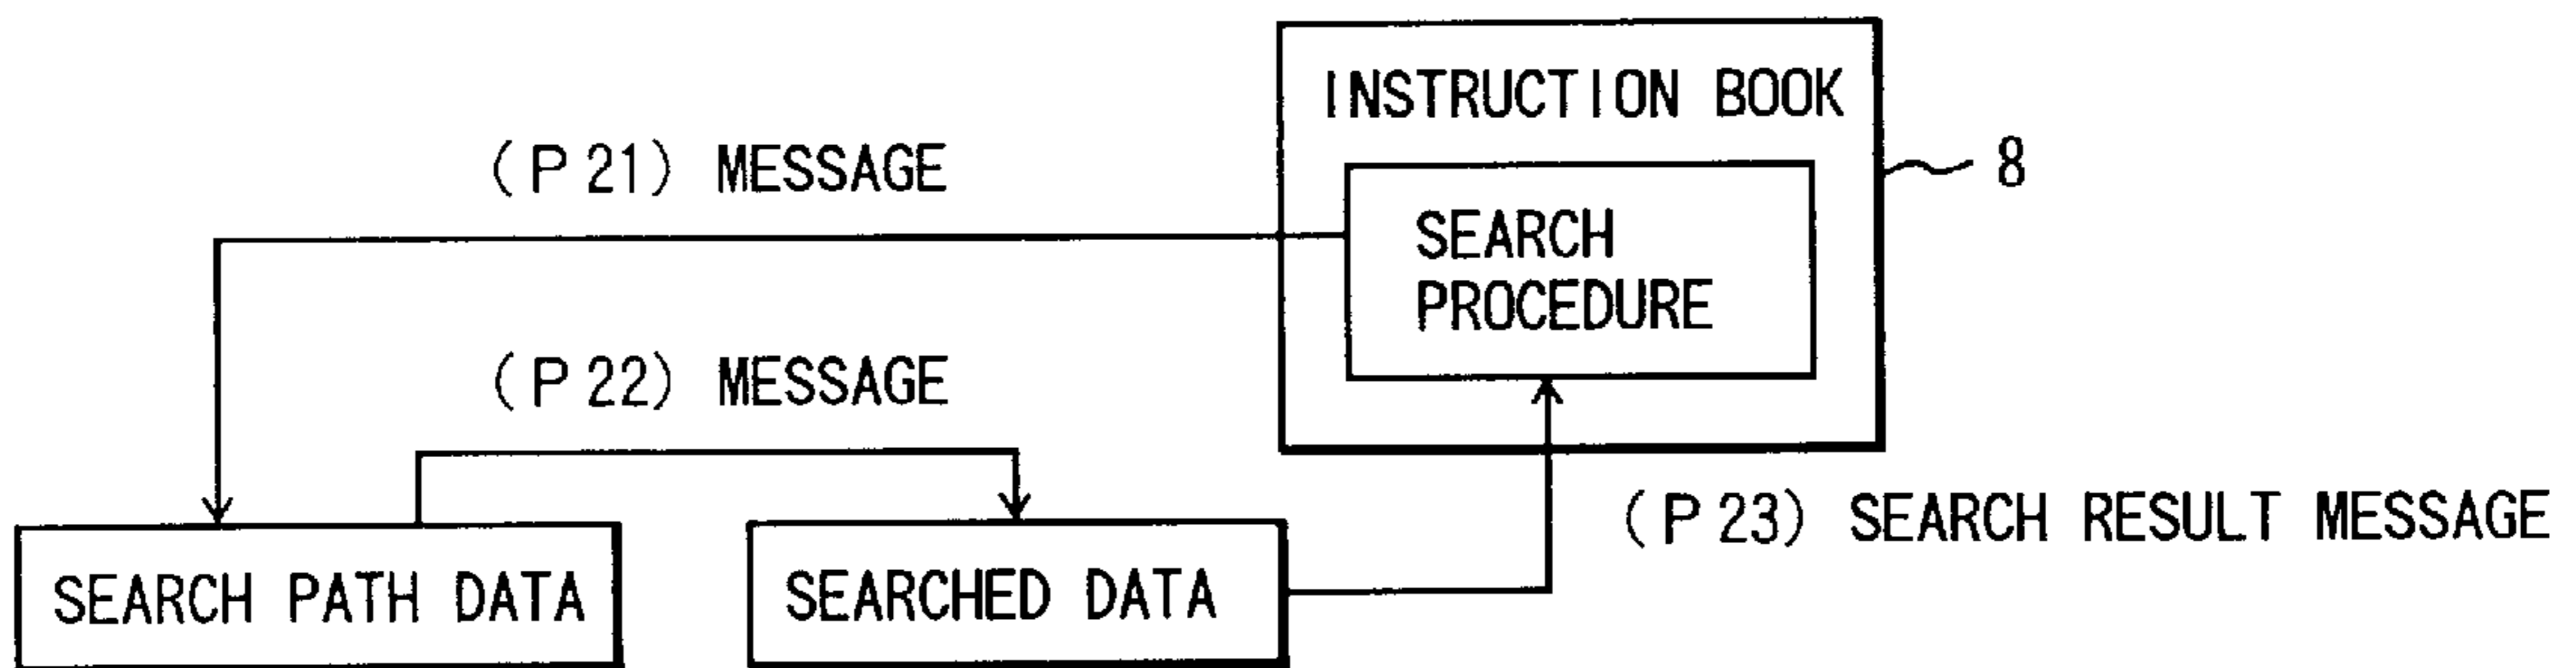 INSTRUCTION BOOK
(P21) MESSAGE
8
SEARCH
PROCEDURE
(P22) MESSAGE
(P23) SEARCH RESULT MESSAGE
SEARCH PATH DATA
SEARCHED DATA